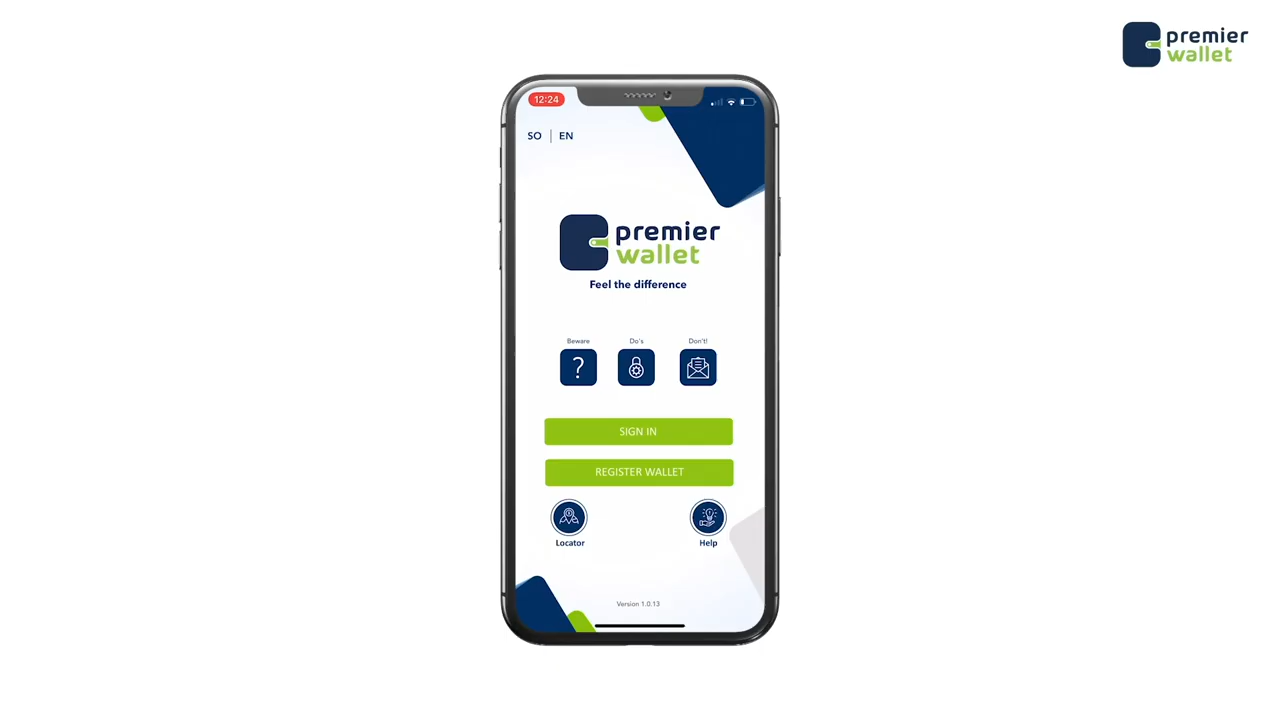 premier
wallet
12:24
SO | EN
premier
wallet
Feel the difference
Beware
Do's
Don't!
SIGN IN
REGISTER WALLET
Locator
Help
Version 1.0.13